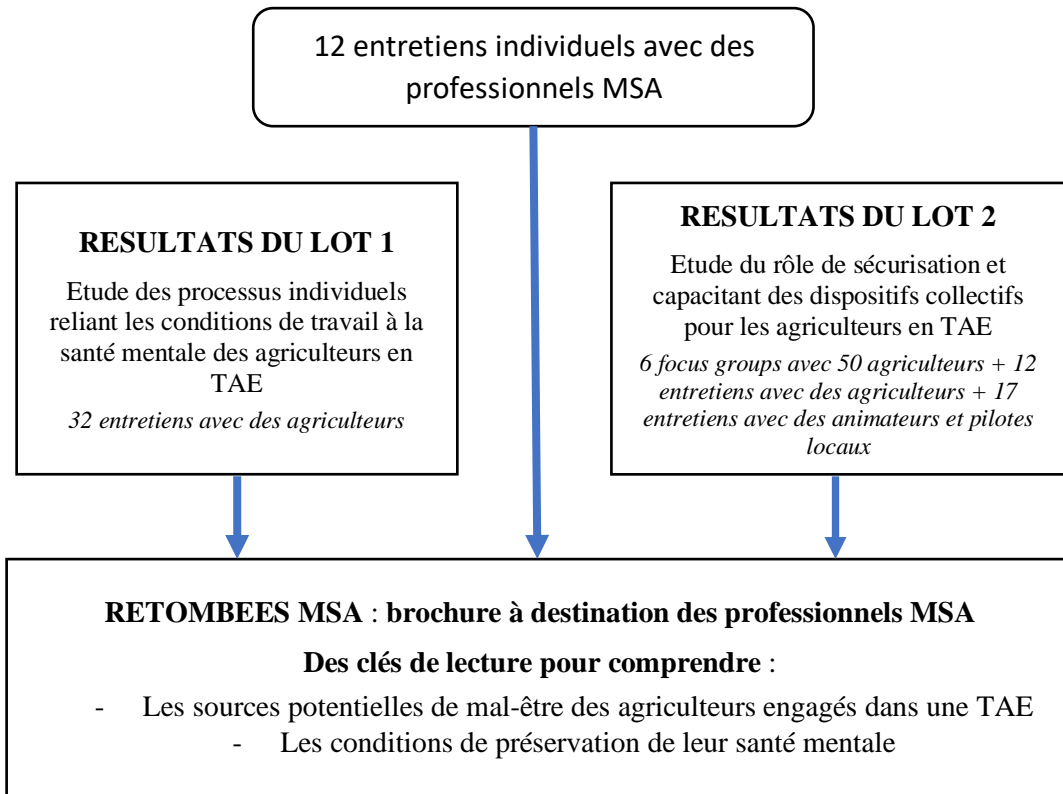 12 entretiens individuels avec des
professionnels MSA
RESULTATS DU LOT 1
Etude des processus individuels
reliant les conditions de travail à la
santé mentale des agriculteurs en
TAE
32 entretiens avec des agriculteurs
RESULTATS DU LOT 2
Etude du rôle de sécurisation et
capacitant des dispositifs collectifs
pour les agriculteurs en TAE
6 focus groups avec 50 agriculteurs + 12
entretiens avec des agriculteurs + 17
entretiens avec des animateurs et pilotes
locaux
RETOMBEES MSA : brochure à destination des professionnels MSA
Des clés de lecture pour comprendre :
- Les sources potentielles de mal-être des agriculteurs engagés dans une TAE
- Les conditions de préservation de leur santé mentale